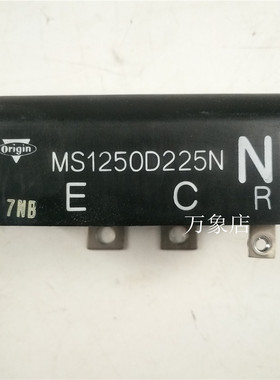 Origin
MS1250D225N
N
7NB
E
C
R
万象店